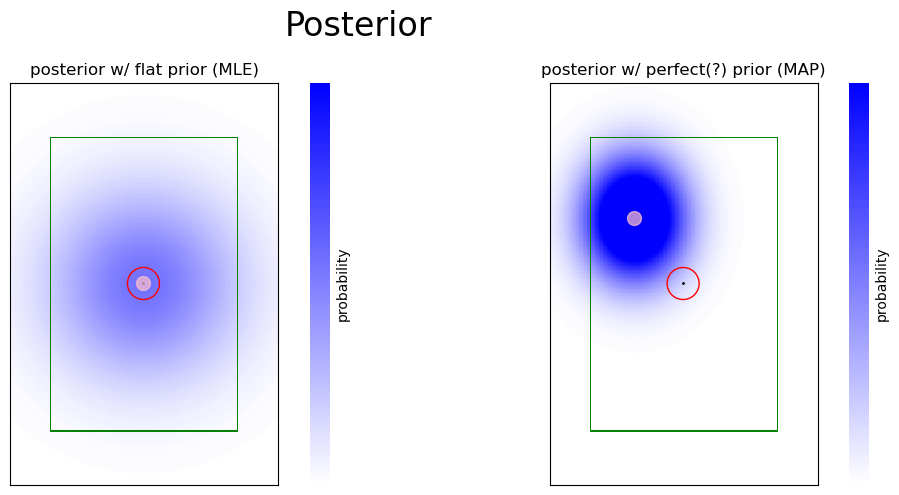 Posterior
posterior w/ flat prior (MLE)
posterior w/ perfect(?) prior (MAP)
probability
probability